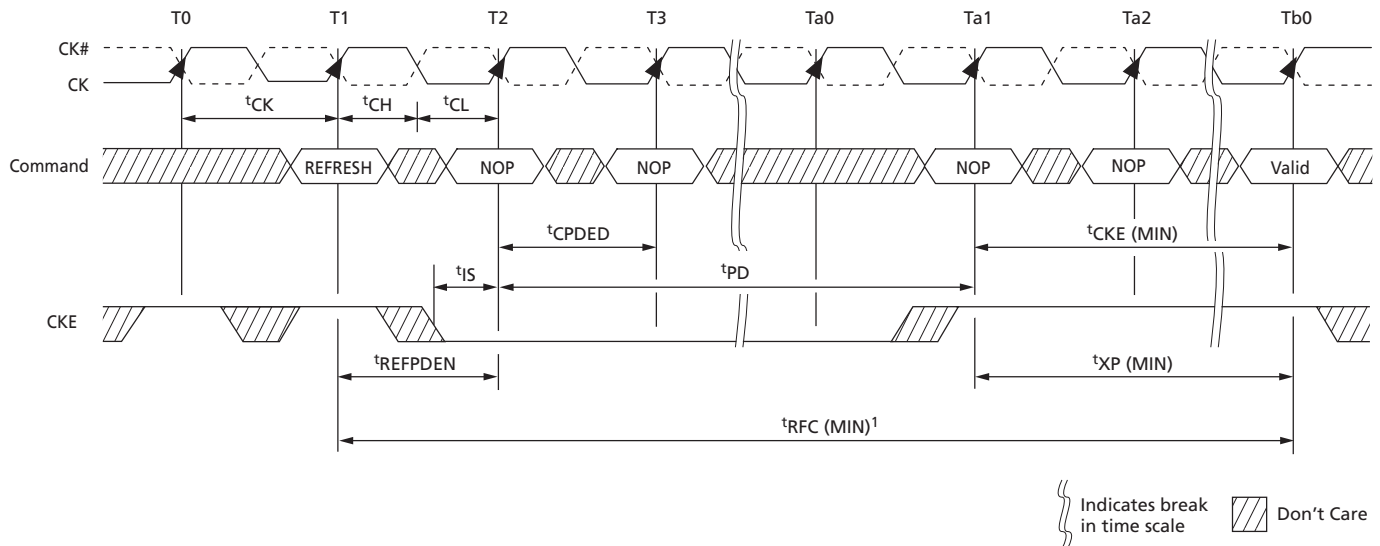 T0 T1 T2 T3 Ta0 Ta1 Ta2 Tb0
CK#
CK
tCK tCH tCL
Command REFRESH NOP NOP NOP NOP Valid
tCPDED tCKE (MIN)
tIS tPD
CKE
tREFPDEN tXP (MIN)
tRFC (MIN)1
Indicates break
in time scale
Don't Care